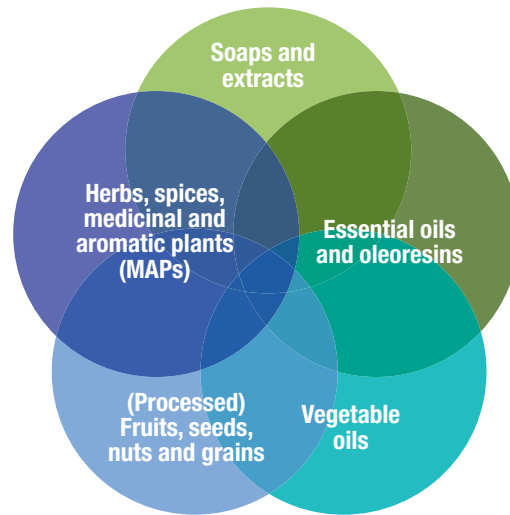 Soaps and
extracts
Herbs, spices,
medicinal and
aromatic plants
(MAPs)
Essential oils
and oleoresins
(Processed)
Fruits, seeds,
nuts and grains
Vegetable
oils